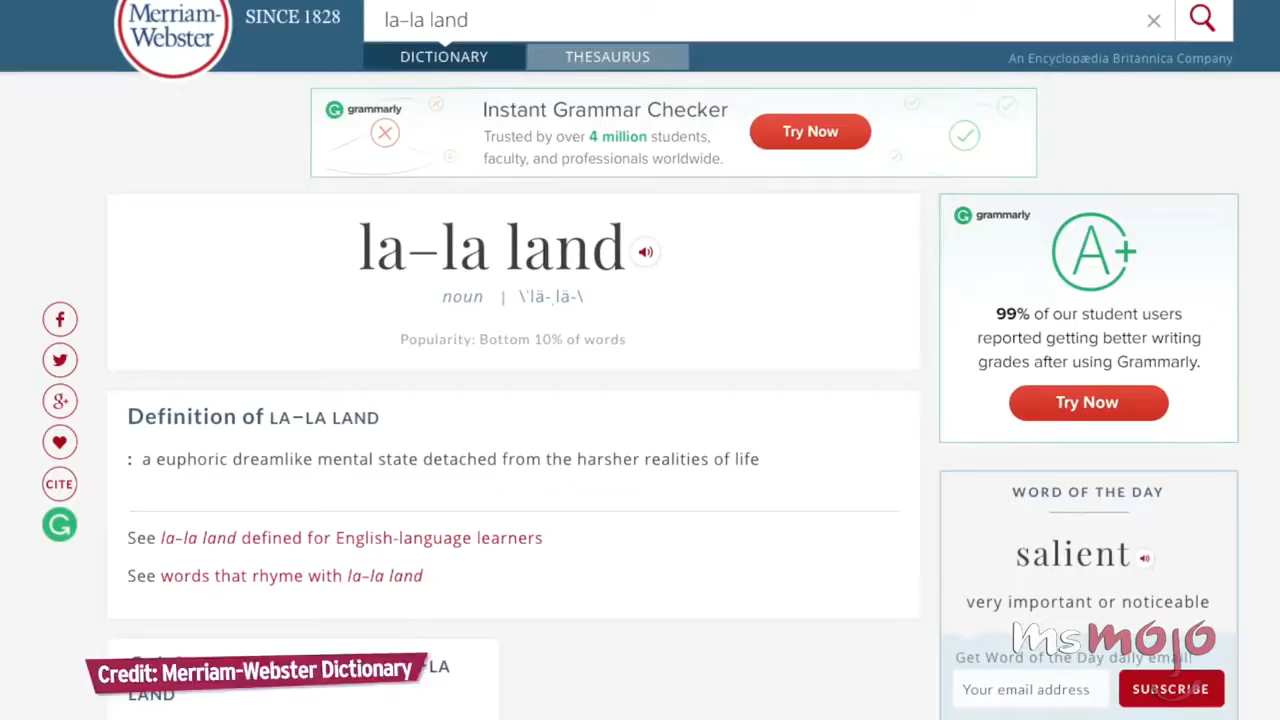 Merriam-
Webster
SINCE 1828
la–la land
DICTIONARY
THESAURUS
An Encyclopædia Britannica Company
grammarly
Instant Grammar Checker
Trusted by over 4 million students,
faculty, and professionals worldwide.
Try Now
la–la land
noun | \ˈlä-ˌlä-\
Popularity: Bottom 10% of words
Definition of LA–LA LAND
: a euphoric dreamlike mental state detached from the harsher realities of life
See la–la land defined for English-language learners
See words that rhyme with la–la land
CITE
grammarly
A+
99% of our student users
reported getting better writing
grades after using Grammarly.
Try Now
WORD OF THE DAY
salient
very important or noticeable
msmojo
Get Word of the Day daily email!
Your email address
SUBSCRIBE
Credit: Merriam-Webster Dictionary
LA
LAND